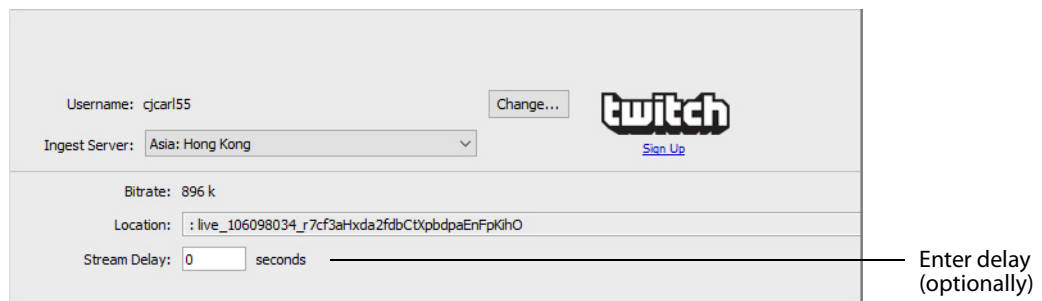 Username: cjcarl55
Change...
twitch
Ingest Server: Asia: Hong Kong
Sign Up
Bitrate: 896 k
Location: : live_106098034_r7cf3aHxda2fdbCtXpbdpaEnFpKihO
Stream Delay: 0 seconds
Enter delay
(optionally)